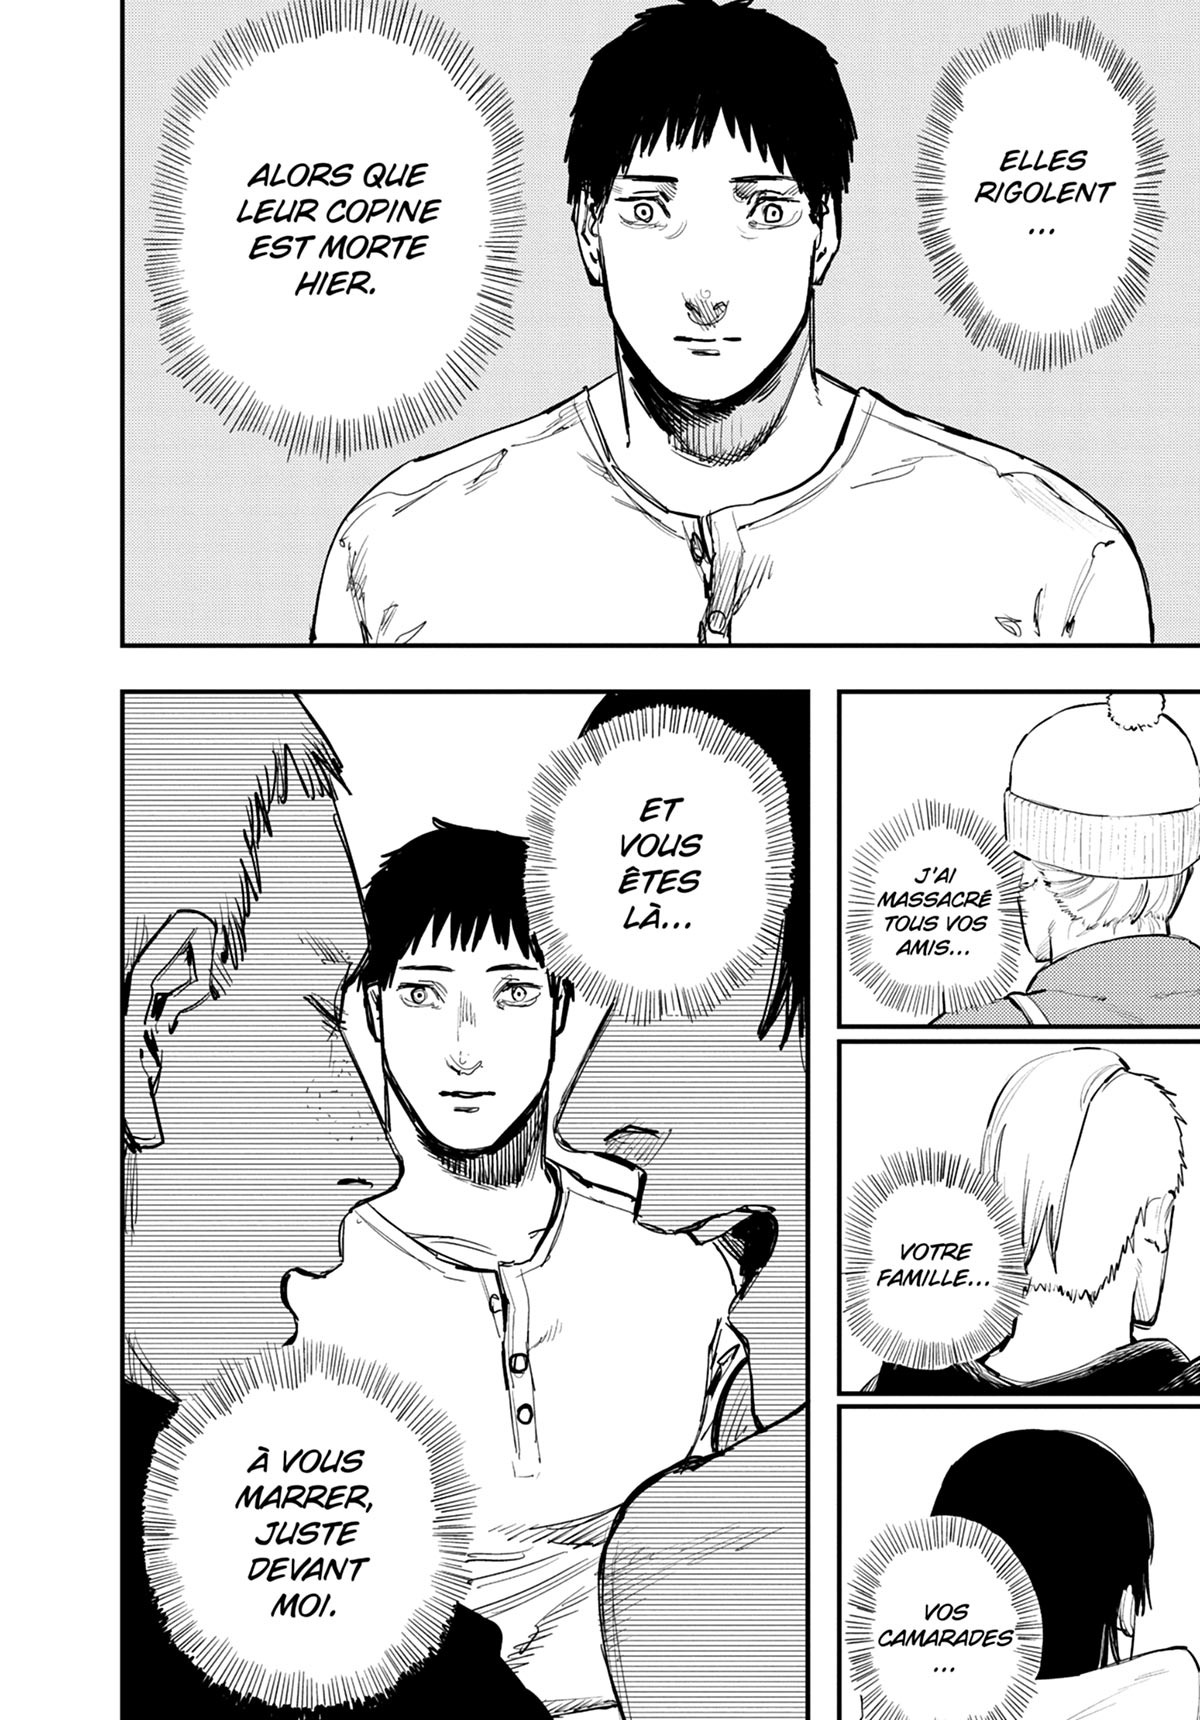 ELLES
RIGOLENT
...
ALORS QUE
LEUR COPINE
EST MORTE
HIER.
J'AI
MASSACRÉ
TOUS VOS
AMIS...
VOTRE
FAMILLE...
VOS
CAMARADES
...
ET
VOUS
ÊTES
LÀ...
À VOUS
MARRER,
JUSTE
DEVANT
MOI.